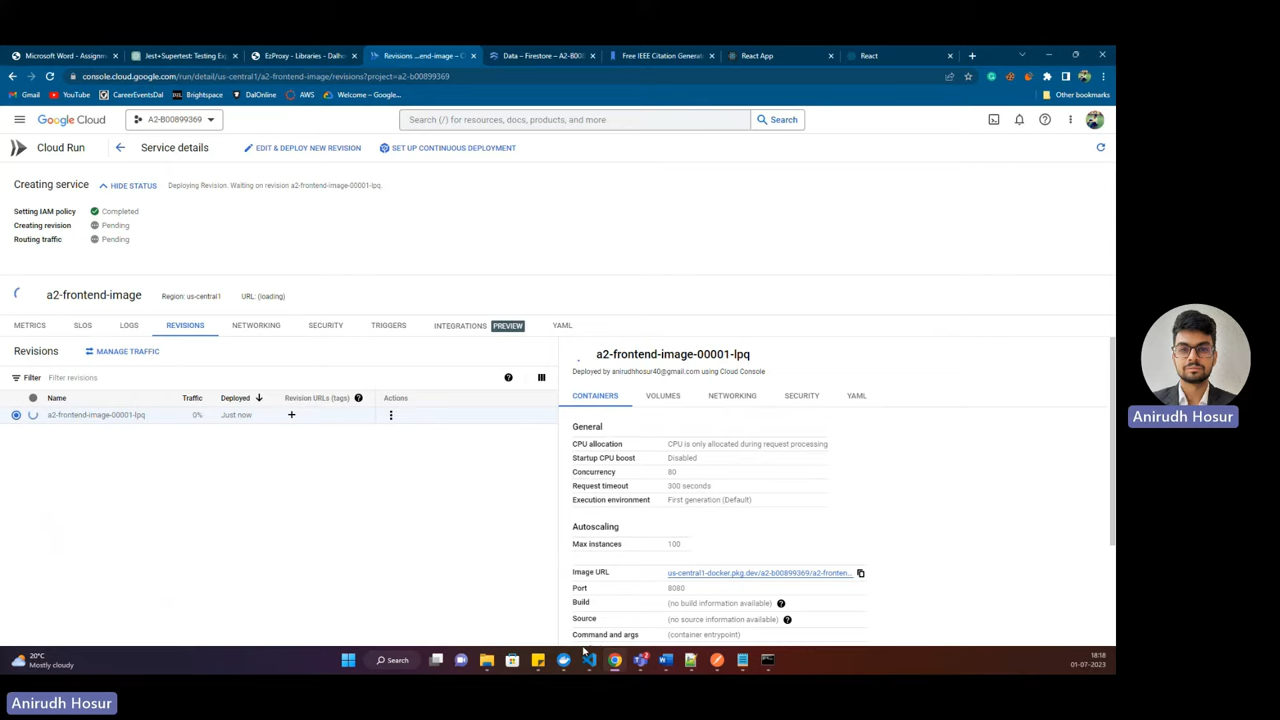 Microsoft Word - Assignm
Jest+Supertest: Testing Exp
EzProxy - Libraries - Dalho
Revisions ...end-image – C
Data – Firestore – A2-B008
Free IEEE Citation Generat
React App
React
console.cloud.google.com/run/detail/us-central1/a2-frontend-image/revisions?project=a2-b00899369
Gmail YouTube CareerEventsDal Brightspace DalOnline AWS Welcome – Google... Other bookmarks
Google Cloud A2-B00899369 Search (/) for resources, docs, products, and more Search
Cloud Run Service details EDIT & DEPLOY NEW REVISION SET UP CONTINUOUS DEPLOYMENT
Creating service HIDE STATUS Deploying Revision. Waiting on revision a2-frontend-image-00001-lpq.
Setting IAM policy Completed
Creating revision Pending
Routing traffic Pending
a2-frontend-image Region: us-central1 URL: (loading)
METRICS SLOS LOGS REVISIONS NETWORKING SECURITY TRIGGERS INTEGRATIONS PREVIEW YAML
Revisions MANAGE TRAFFIC
Filter Filter revisions
Name Traffic Deployed Revision URLs (tags) Actions
a2-frontend-image-00001-lpq 0% Just now
a2-frontend-image-00001-lpq
Deployed by anirudhhosur40@gmail.com using Cloud Console
CONTAINERS VOLUMES NETWORKING SECURITY YAML
General
CPU allocation CPU is only allocated during request processing
Startup CPU boost Disabled
Concurrency 80
Request timeout 300 seconds
Execution environment First generation (Default)
Autoscaling
Max instances 100
Image URL us-central1-docker.pkg.dev/a2-b00899369/a2-fronten...
Port 8080
Build (no build information available)
Source (no source information available)
Command and args (container entrypoint)
20°C
Mostly cloudy
Search
2
18:18
01-07-2023
Anirudh Hosur
Anirudh Hosur